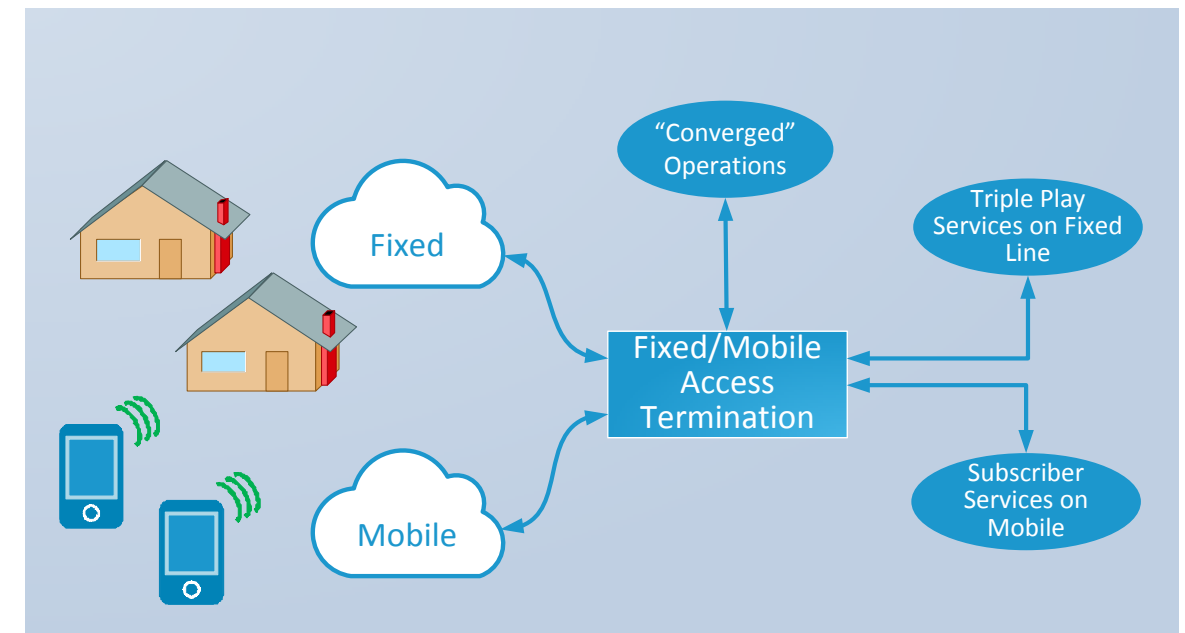 “Converged”
Operations
Triple Play
Services on Fixed
Line
Fixed
Fixed/Mobile
Access
Termination
Subscriber
Services on
Mobile
Mobile